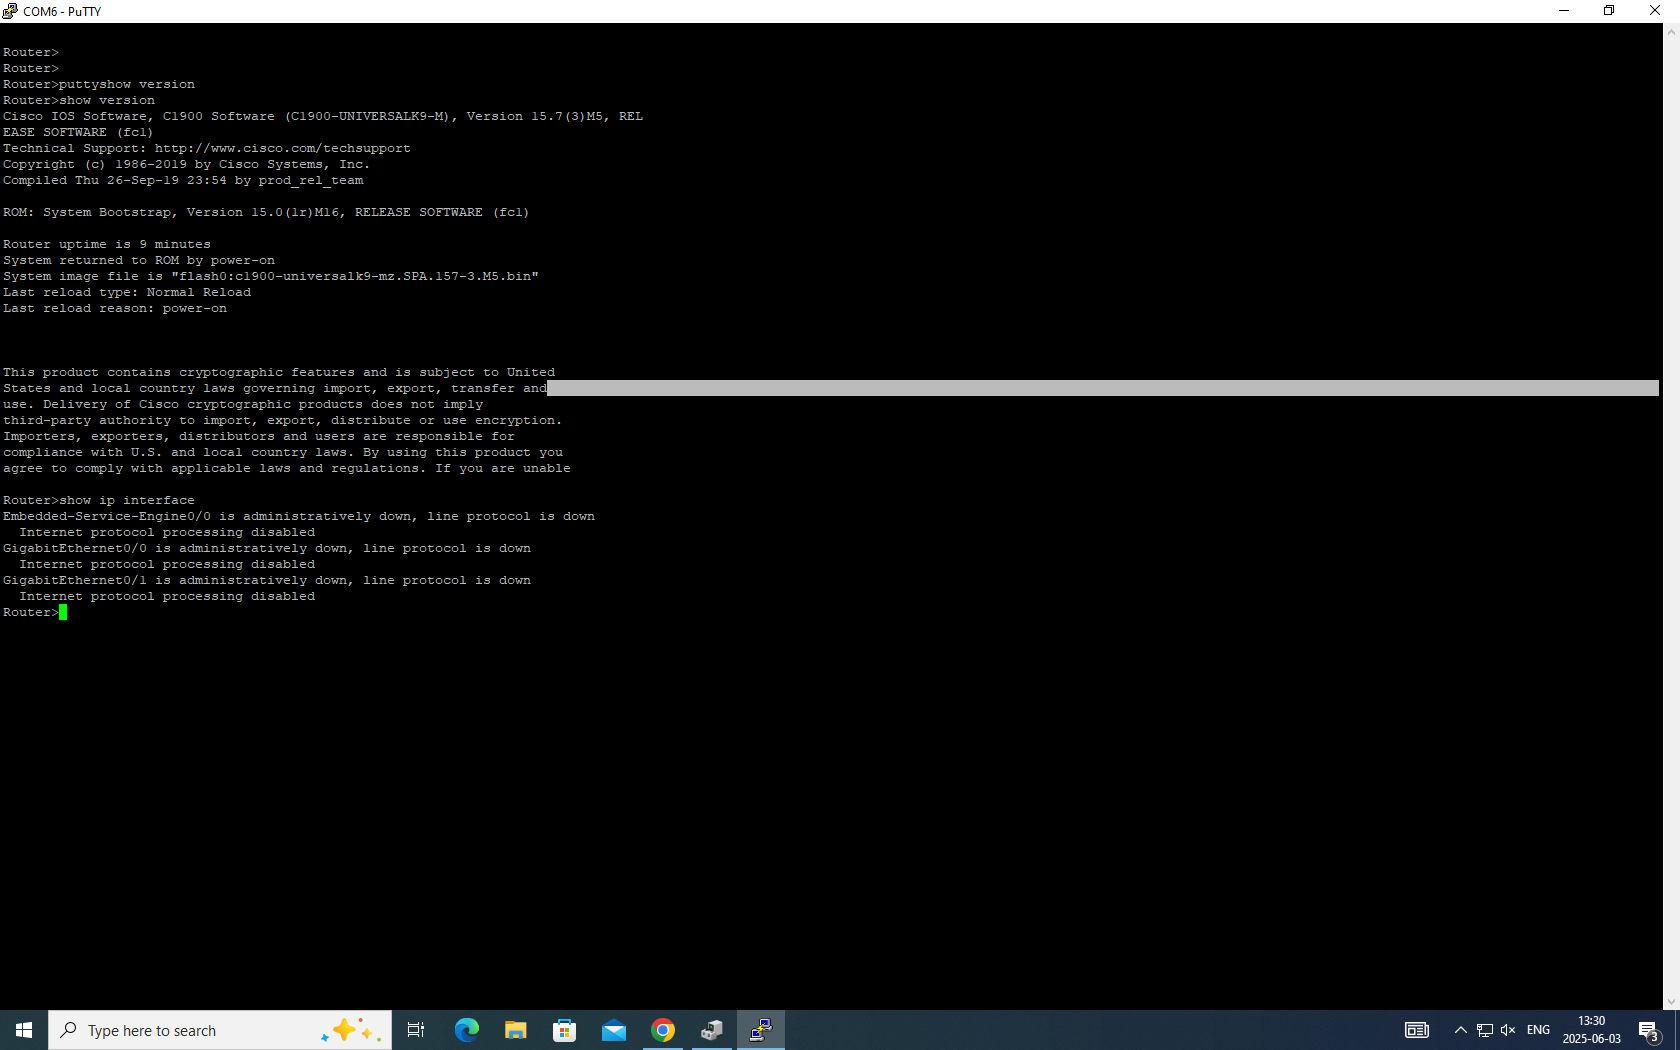 COM6 - PuTTY
Router>
Router>
Router>puttyshow version
Router>show version
Cisco IOS Software, C1900 Software (C1900-UNIVERSALK9-M), Version 15.7(3)M5, REL
EASE SOFTWARE (fc1)
Technical Support: http://www.cisco.com/techsupport
Copyright (c) 1986-2019 by Cisco Systems, Inc.
Compiled Thu 26-Sep-19 23:54 by prod_rel_team
ROM: System Bootstrap, Version 15.0(1r)M16, RELEASE SOFTWARE (fc1)
Router uptime is 9 minutes
System returned to ROM by power-on
System image file is "flash0:c1900-universalk9-mz.SPA.157-3.M5.bin"
Last reload type: Normal Reload
Last reload reason: power-on
This product contains cryptographic features and is subject to United
States and local country laws governing import, export, transfer and
use. Delivery of Cisco cryptographic products does not imply
third-party authority to import, export, distribute or use encryption.
Importers, exporters, distributors and users are responsible for
compliance with U.S. and local country laws. By using this product you
agree to comply with applicable laws and regulations. If you are unable
Router>show ip interface
Embedded-Service-Engine0/0 is administratively down, line protocol is down
  Internet protocol processing disabled
GigabitEthernet0/0 is administratively down, line protocol is down
  Internet protocol processing disabled
GigabitEthernet0/1 is administratively down, line protocol is down
  Internet protocol processing disabled
Router>
Type here to search
ENG
13:30
2025-06-03
3